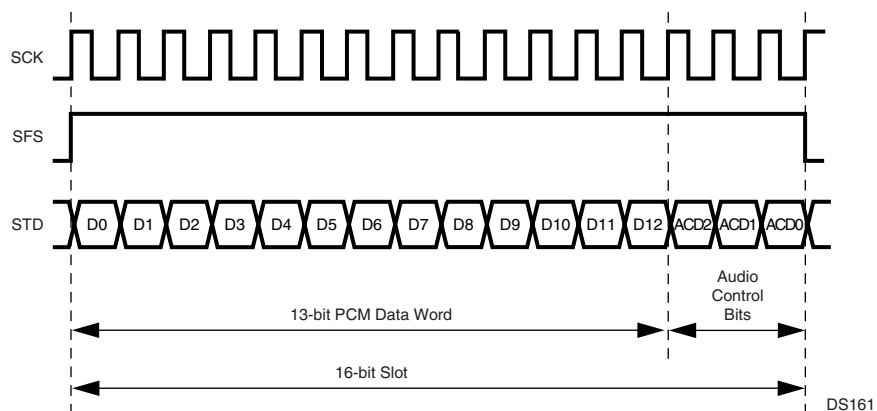 SCK
SFS
STD
D0 D1 D2 D3 D4 D5 D6 D7 D8 D9 D10 D11 D12 ACD2 ACD1 ACD0
Audio
Control
Bits
13-bit PCM Data Word
16-bit Slot
DS161